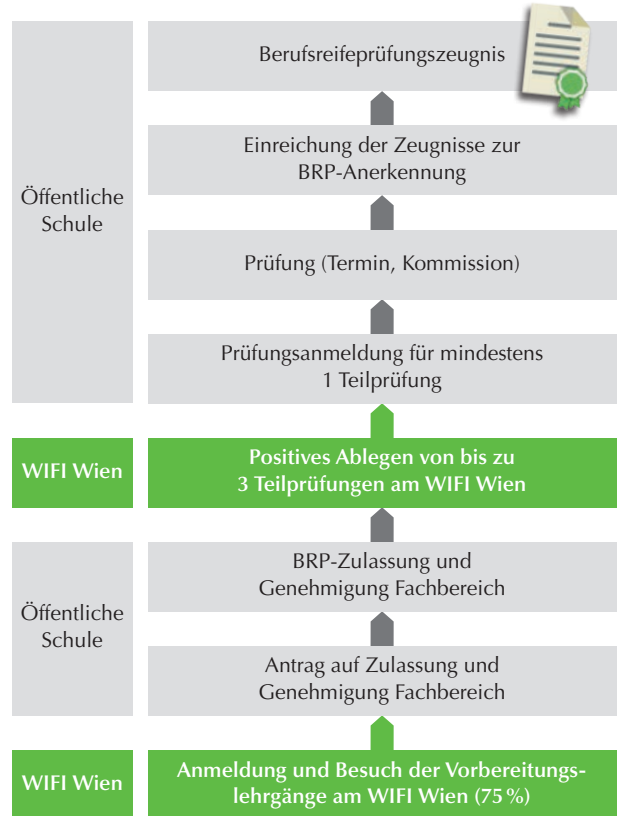 Berufsreifeprüfungszeugnis
Einreichung der Zeugnisse zur
BRP-Anerkennung
Öffentliche
Schule
Prüfung (Termin, Kommission)
Prüfungsanmeldung für mindestens
1 Teilprüfung
WIFI Wien
Positives Ablegen von bis zu
3 Teilprüfungen am WIFI Wien
BRP-Zulassung und
Genehmigung Fachbereich
Öffentliche
Schule
Antrag auf Zulassung und
Genehmigung Fachbereich
WIFI Wien
Anmeldung und Besuch der Vorbereitungs-
lehrgänge am WIFI Wien (75 %)